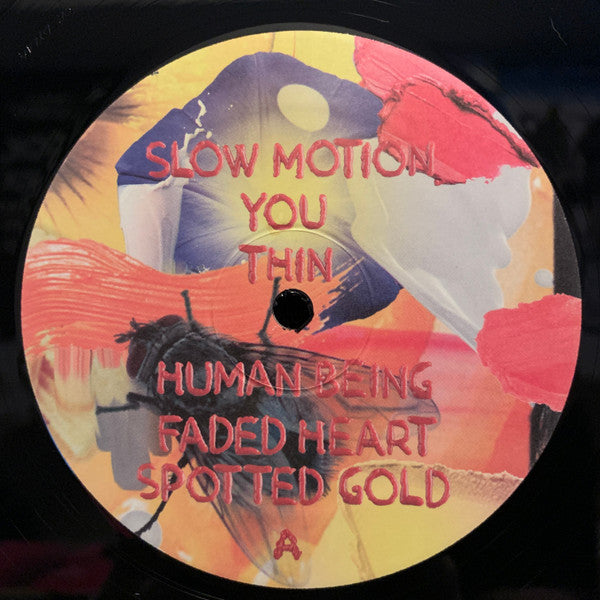 SLOW MOTION
YOU
THIN
HUMAN BEING
FADED HEART
SPOTTED GOLD
A